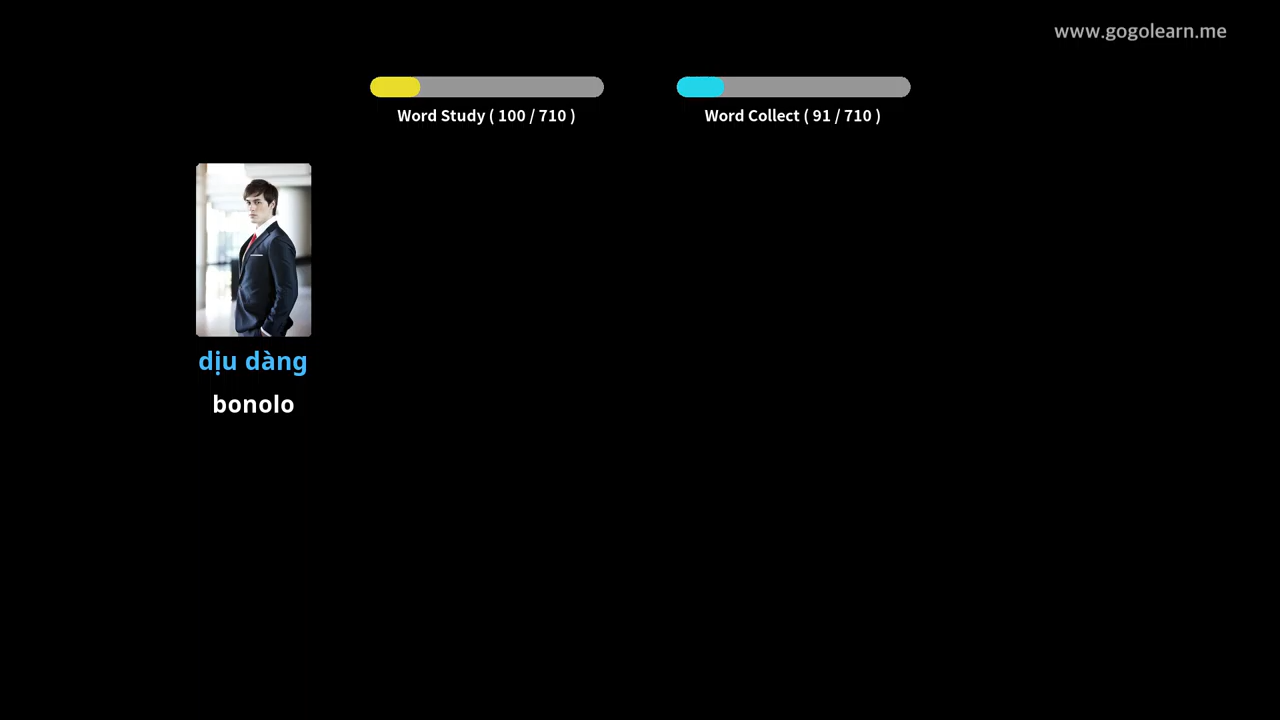 www.gogolearn.me
Word Study ( 100 / 710 )
Word Collect ( 91 / 710 )
dịu dàng
bonolo